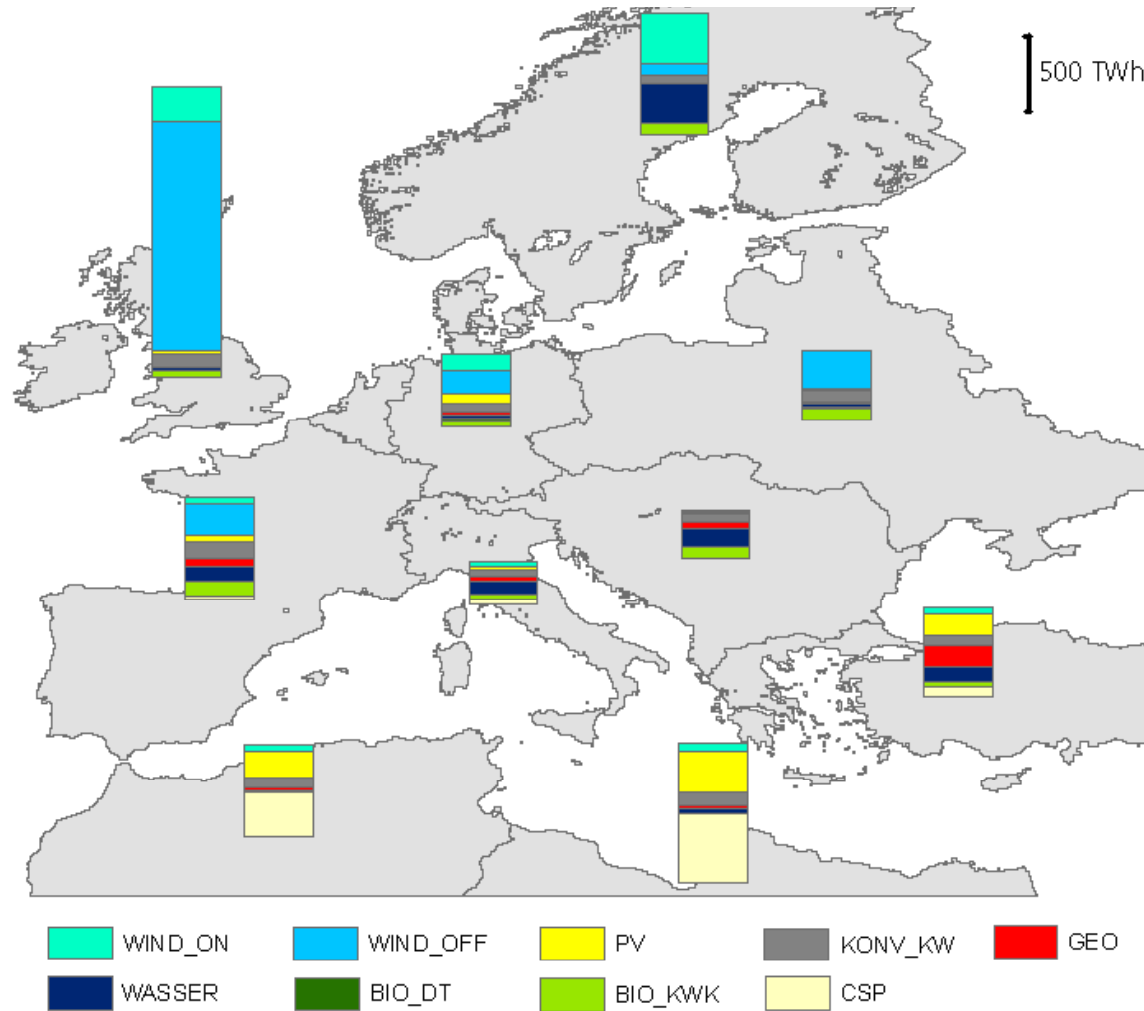 500 TWh
WIND_ON WIND_OFF PV KONV_KW GEO
WASSER BIO_DT BIO_KWK CSP